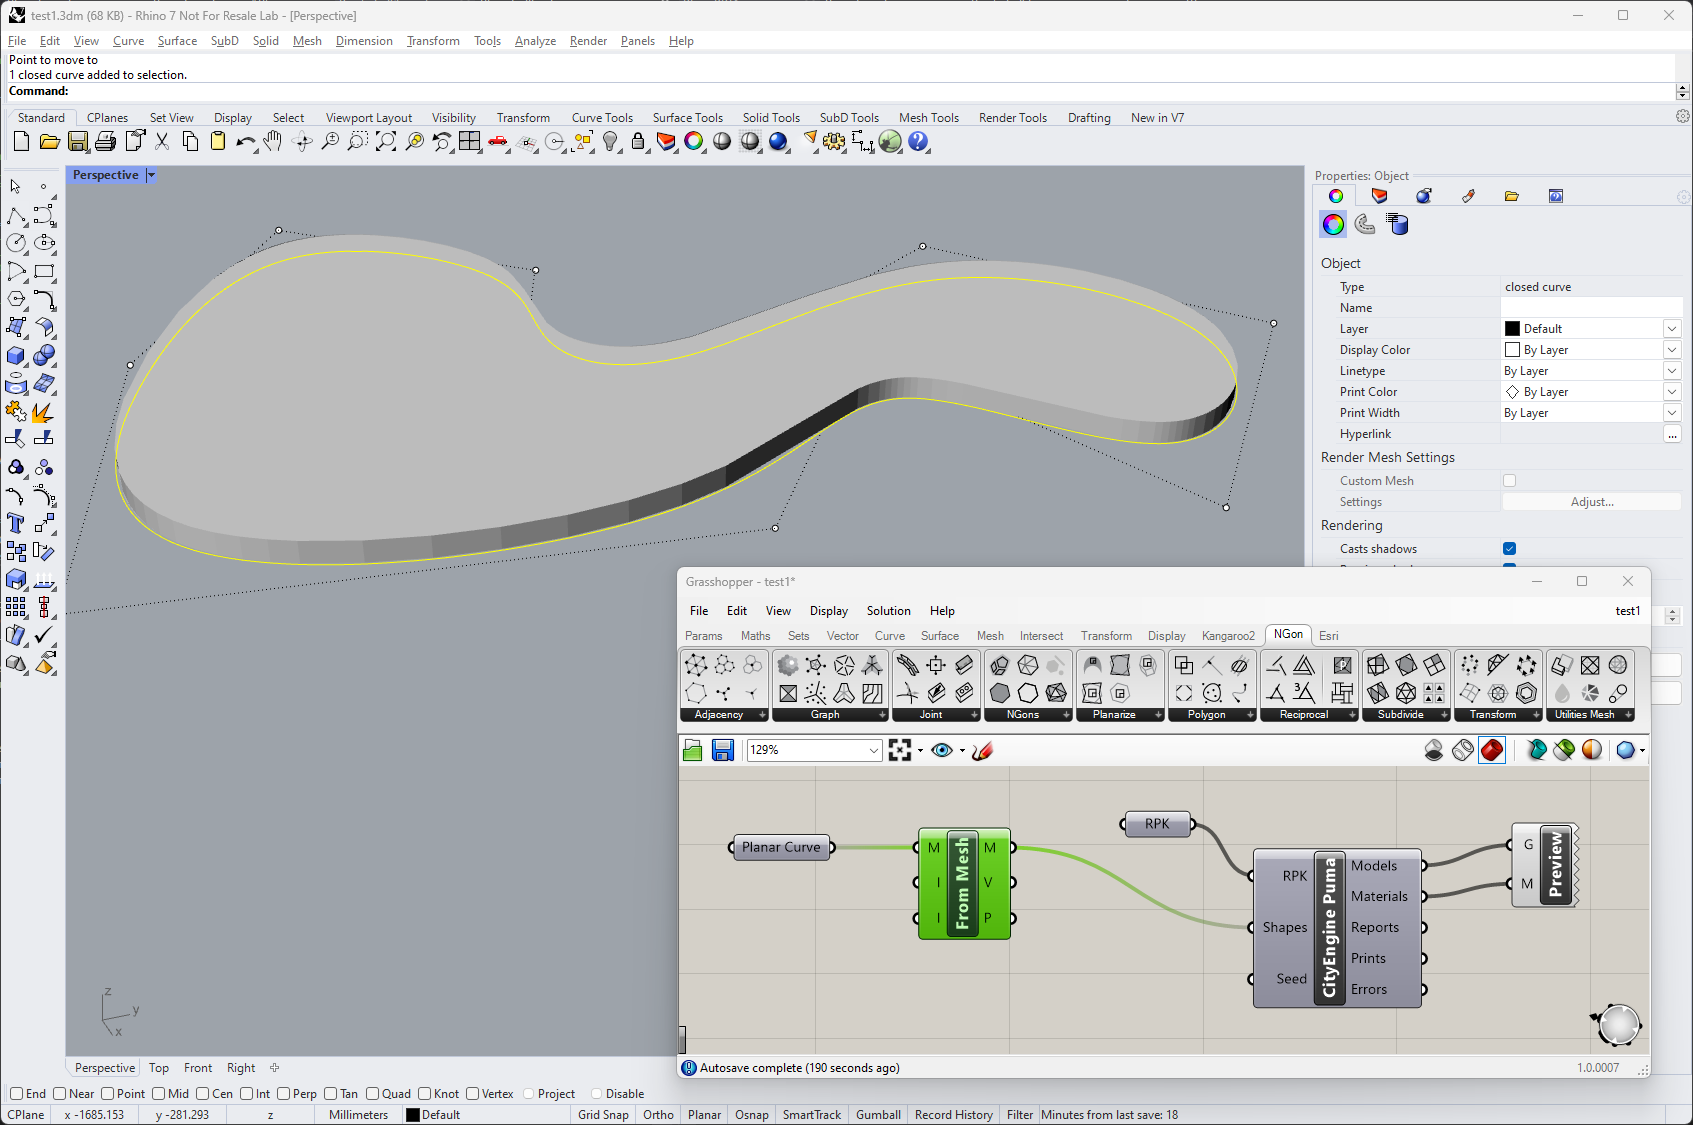 test1.3dm (68 KB) - Rhino 7 Not For Resale Lab - [Perspective]
File Edit View Curve Surface SubD Solid Mesh Dimension Transform Tools Analyze Render Panels Help
Point to move to
1 closed curve added to selection.
Command:
Standard CPlanes Set View Display Select Viewport Layout Visibility Transform Curve Tools Surface Tools Solid Tools SubD Tools Mesh Tools Render Tools Drafting New in V7
Perspective
Properties: Object
Object
Type closed curve
Name
Layer Default
Display Color By Layer
Linetype By Layer
Print Color By Layer
Print Width By Layer
Hyperlink ...
Render Mesh Settings
Custom Mesh
Settings Adjust...
Rendering
Casts shadows
Grasshopper - test1*
File Edit View Display Solution Help test1
Params Maths Sets Vector Curve Surface Mesh Intersect Transform Display Kangaroo2 NGon Esri
Adjacency Graph Joint NGons Planarize Polygon Reciprocal Subdivide Transform Utilities Mesh
129%
Planar Curve
M I I From Mesh M V P
RPK
RPK Shapes Seed CityEngine Puma Models Materials Reports Prints Errors
G M Preview
Autosave complete (190 seconds ago) 1.0.0007
z y x
Perspective Top Front Right
End Near Point Mid Cen Int Perp Tan Quad Knot Vertex Project Disable
CPlane x -1685.153 y -281.293 z Millimeters Default Grid Snap Ortho Planar Osnap SmartTrack Gumball Record History Filter Minutes from last save: 18